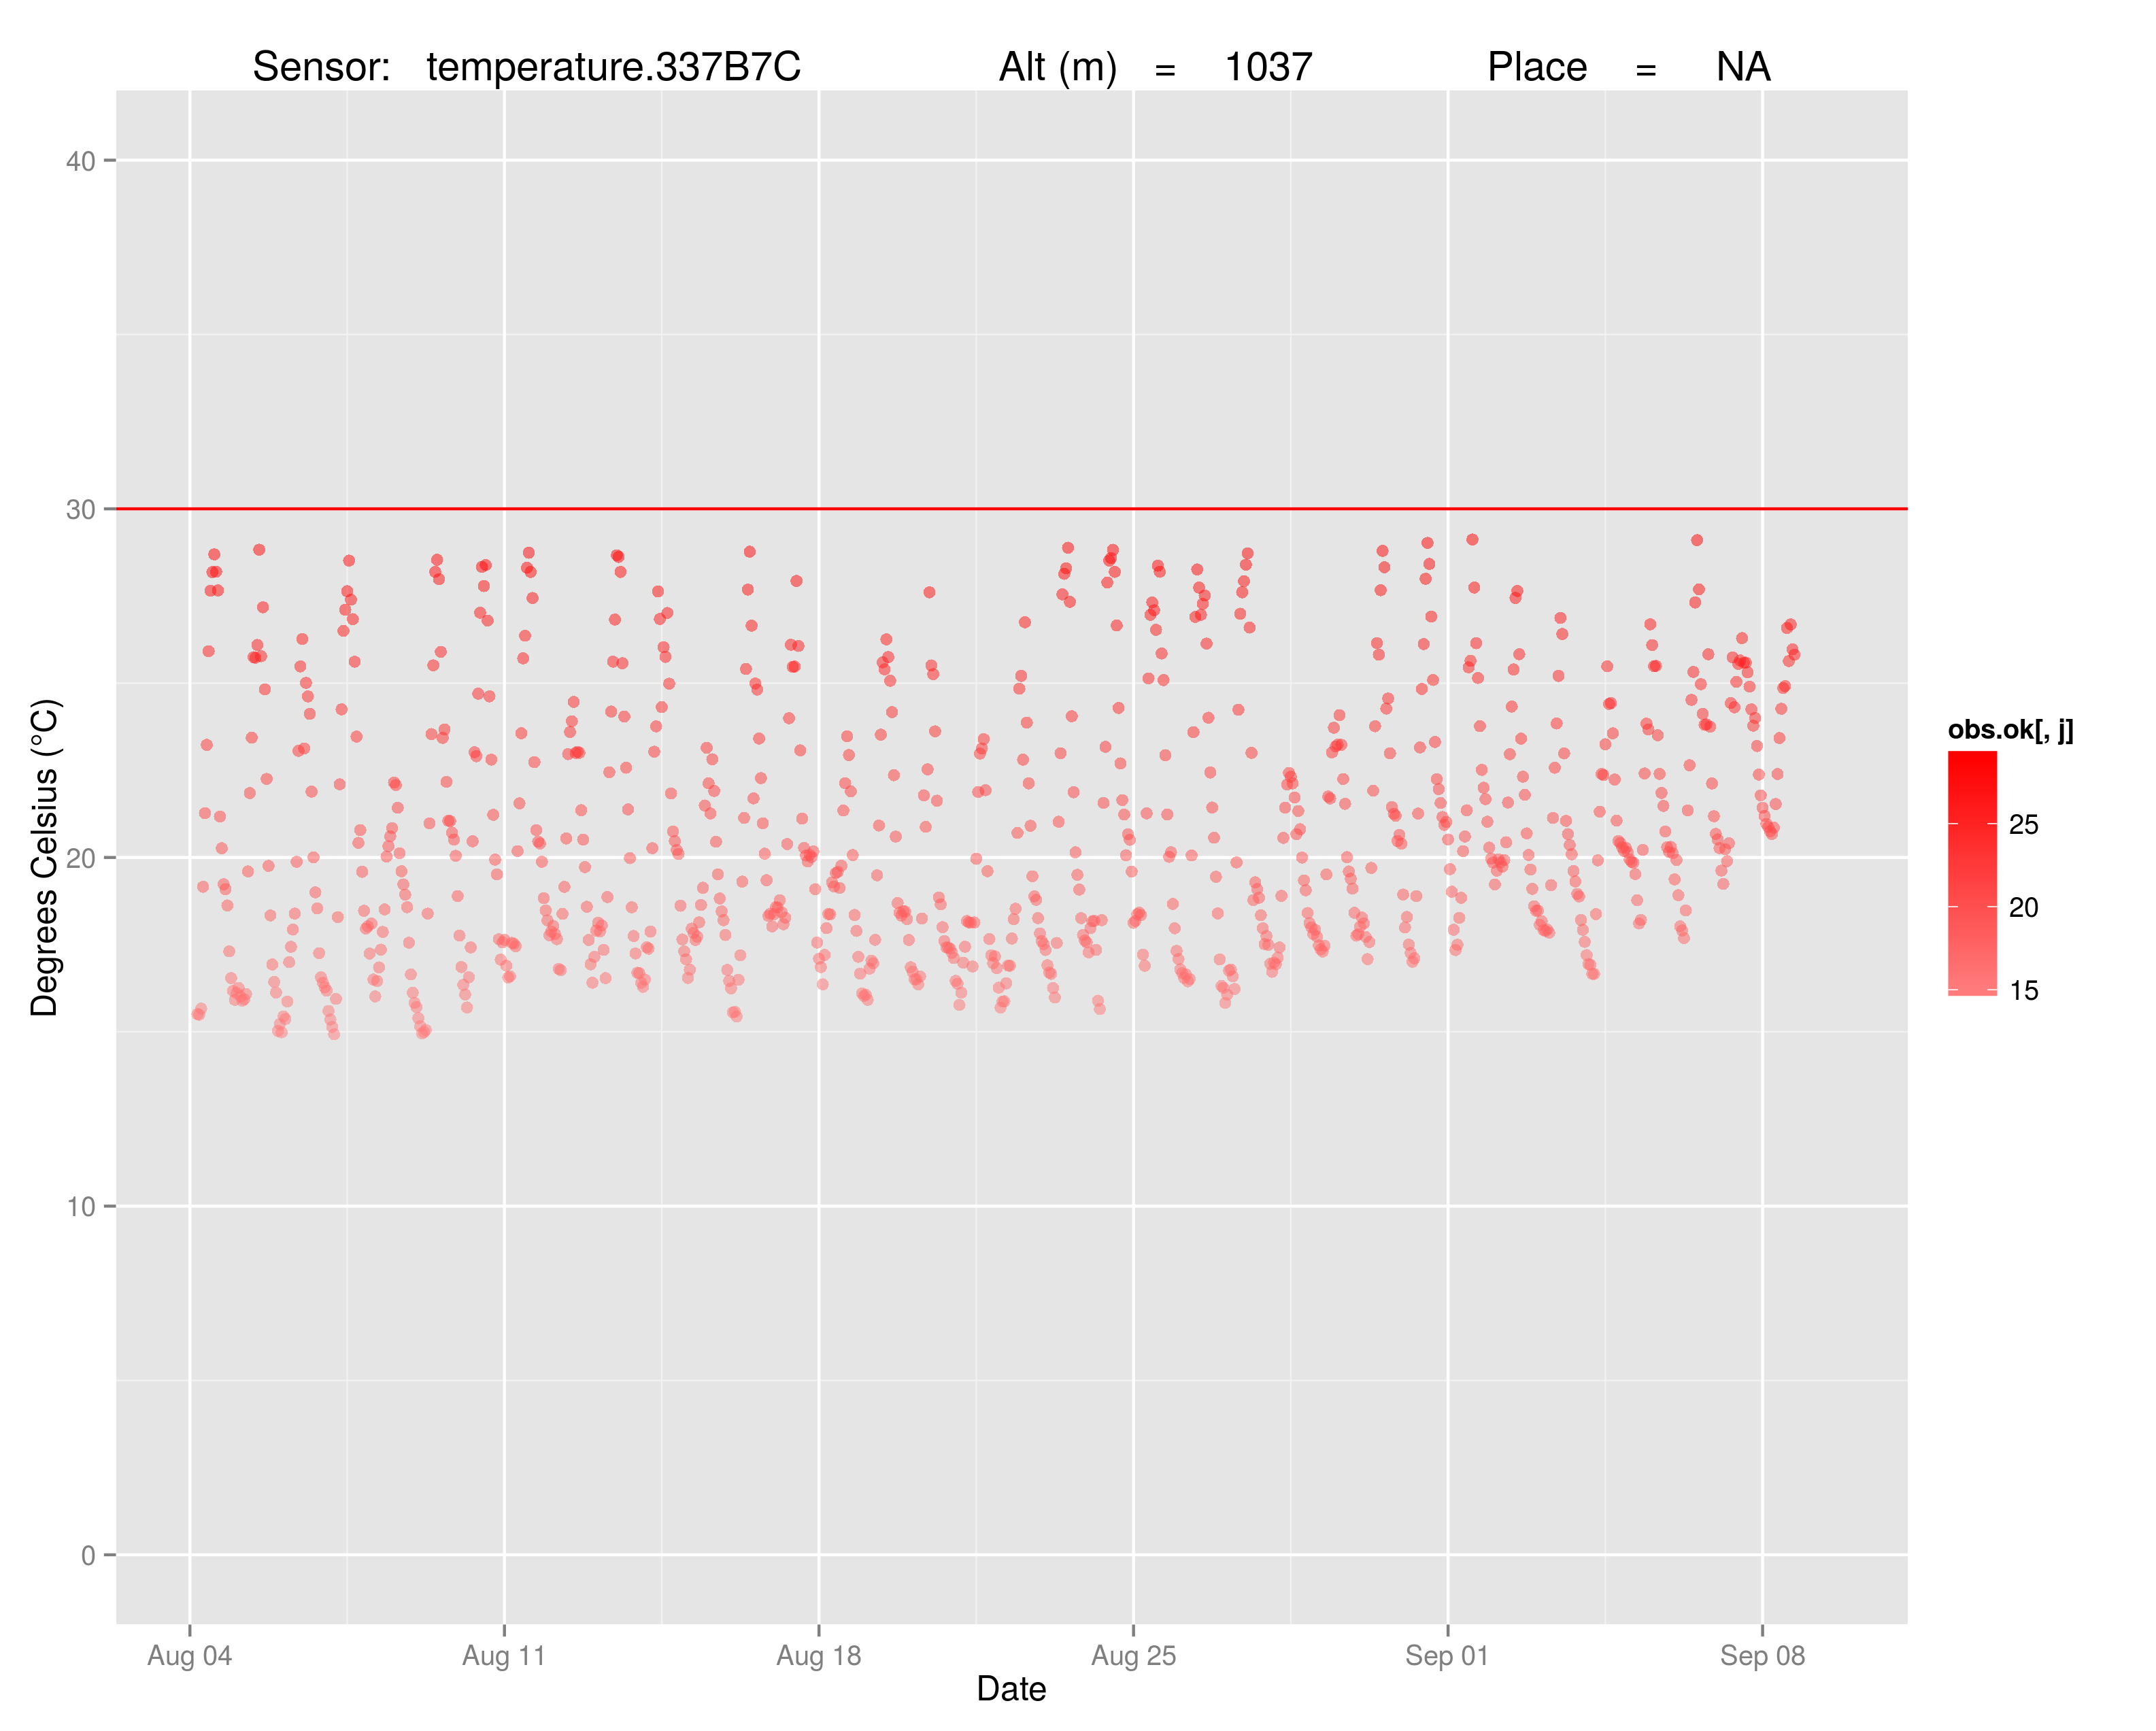 Sensor: temperature.337B7C Alt (m) = 1037 Place = NA
40
30
20
10
0
Degrees Celsius (°C)
obs.ok[, j]
25
20
15
Aug 04 Aug 11 Aug 18 Aug 25 Sep 01 Sep 08
Date